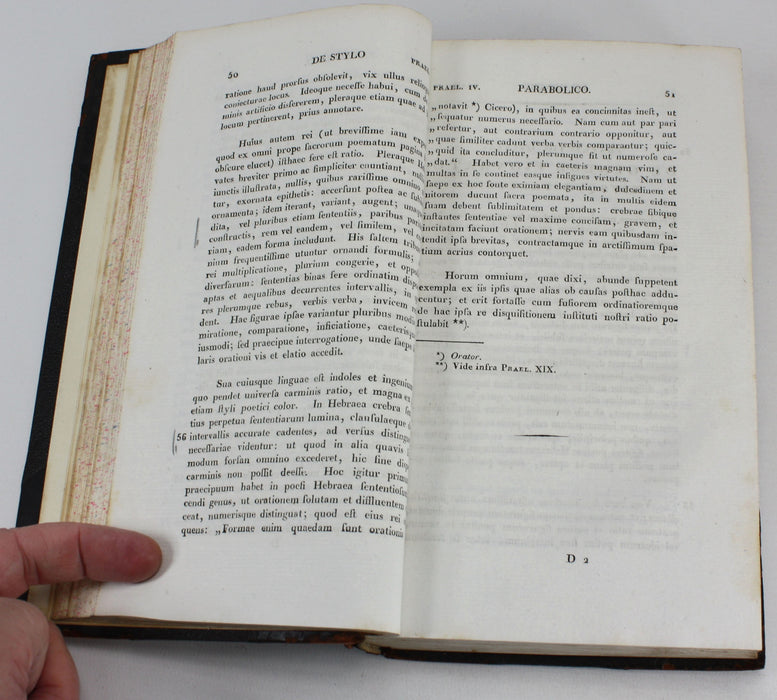 50 DE STYLO PRAEL.
ratione haud prorſus obſolevit, vix ullus
coniecturae locus. Ideoque neceſſe habui, cum
minis artificio diſſererem, pleraque etiam quae ad
locum pertinerent, prius annotare.
Huius autem rei (ut breviſſime iam
quod ex omni prope ſacrorum poematum pagina
obſcure elucet) iſthaec fere eſt ratio. Pleraque
vates breviter primo ac ſimpliciter enuntiant,
iunctis illuſtrata, nullis, quibus rariſſime omnino
tur, exornata epithetis: accerſunt poſtea ac
ornamenta; idem iterant, variant, augent;
dita, vel pluribus etiam ſententiis, paribus
conſtructis, rem vel eandem, vel ſimilem, vel
riam, eadem forma includunt. His ſaltem tribus
nium frequentiſſime utuntur ornandi formulis;
rei multiplicatione, plurium congerie, et
diverſarum: ſententias binas fere ordinatim
aptas et aequalibus decurrentes intervallis, in
res plerumque rebus, verbis verba, invicem
dent. Hae figurae ipſae variantur pluribus
miratione, comparatione, inficiatione,
iusmodi; ſed praecipue interrogatione, unde ſaepe
laris orationi vis et elatio accedit.
Sua cuiusque linguae eſt indoles et ingenium
quo pendet univerſa carminis ratio, et magna
etiam ſtyli poetici color. In Hebraea crebra
tius perpetua ſententiarum lumina, clauſulaeque
56 intervallis accurate cadentes, ad verſus
neceſſariae videntur: ut quod in alia quavis
modum forſan omnino excederet, hic ſine
carminis non poſſit deeſſe. Hoc igitur
praecipuum habet in poeſi Hebraea ſententioſum
cendi genus, ut orationem ſolutam et diffluentem
ceat, numerisque diſtinguat; quod eſt eius rei
quens: „Formae enim quaedam ſunt orationis
PRAEL. IV. PARABOLICO. 51
„notavit *) Cicero), in quibus ea concinnitas ineſt, ut
„ſequatur numerus neceſſario. Nam cum aut par pari
„refertur, aut contrarium contrario opponitur, aut
„quae ſimiliter cadunt verba verbis comparantur; quic-
„quid ita concluditur, plerumque fit ut numeroſe ca-
„dat.“ Habet vero et in caeteris magnam vim, et
multas in ſe continet easque inſignes virtutes. Nam ut
ſaepe ex hoc fonte eximiam elegantiam, dulcedinem et
nitorem ducunt ſacra poemata, ita in multis eidem
ſuam debent ſublimitatem et pondus: crebrae ſibique
inſtantes ſententiae vel maxime conciſam, gravem, et
incitatam faciunt orationem; nervis eam quibusdam in-
tendit ipſa brevitas, contractamque in arctiſſimum ſpa-
tium acrius contorquet.
Horum omnium, quae dixi, abunde ſuppetent
exempla ex iis ipſis quae alias ob cauſas poſthac addu-
centur; et erit fortaſſe cum fuſiorem ordinatioremque
de hac ipſa re disquiſitionem inſtituti noſtri ratio po-
ſtulabit **).
*) Orator.
**) Vide infra PRAEL. XIX.
D 2